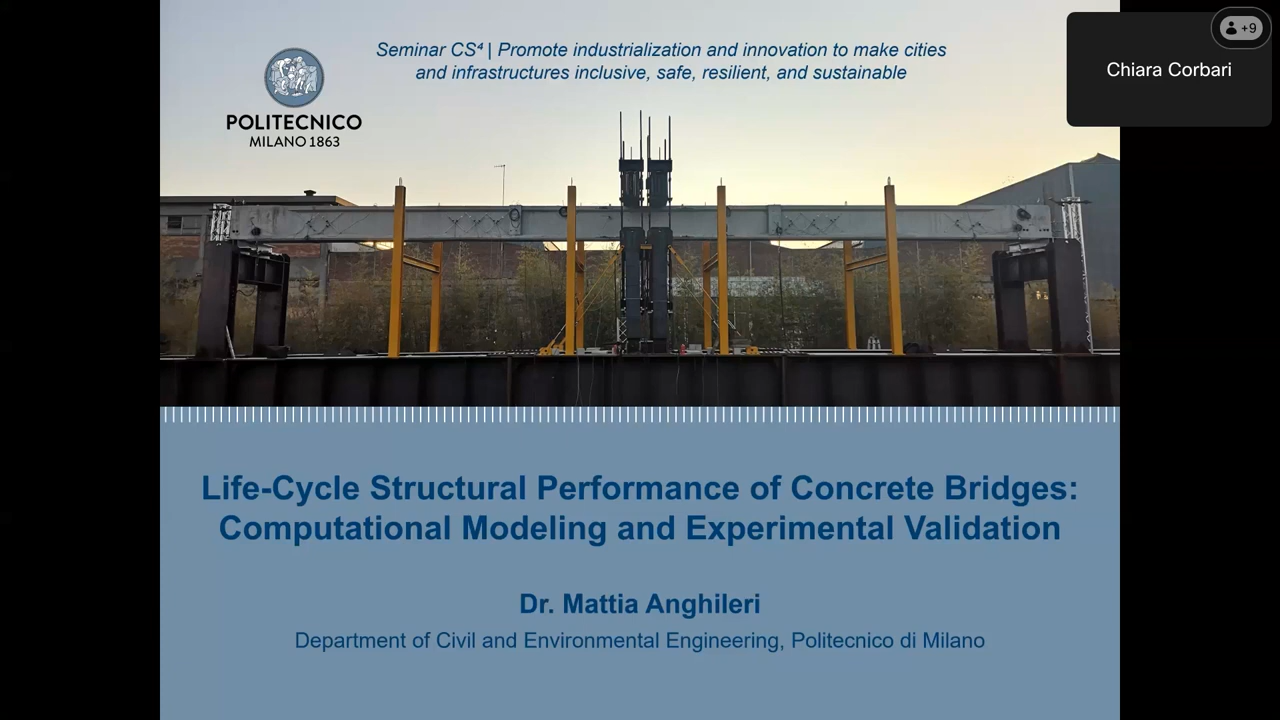 Seminar CS⁴ | Promote industrialization and innovation to make cities
and infrastructures inclusive, safe, resilient, and sustainable
POLITECNICO
MILANO 1863
+9
Chiara Corbari
Life-Cycle Structural Performance of Concrete Bridges:
Computational Modeling and Experimental Validation
Dr. Mattia Anghileri
Department of Civil and Environmental Engineering, Politecnico di Milano